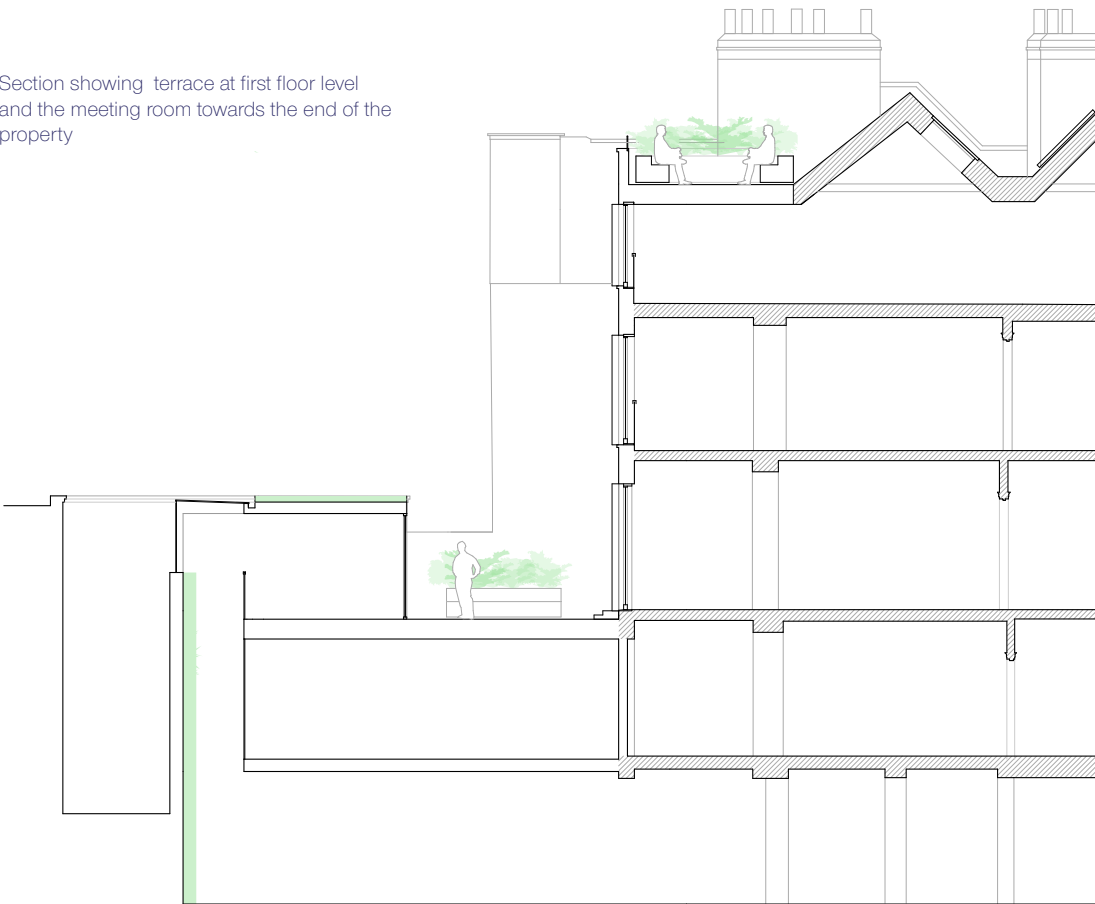 Section showing  terrace at first floor level
and the meeting room towards the end of the
property